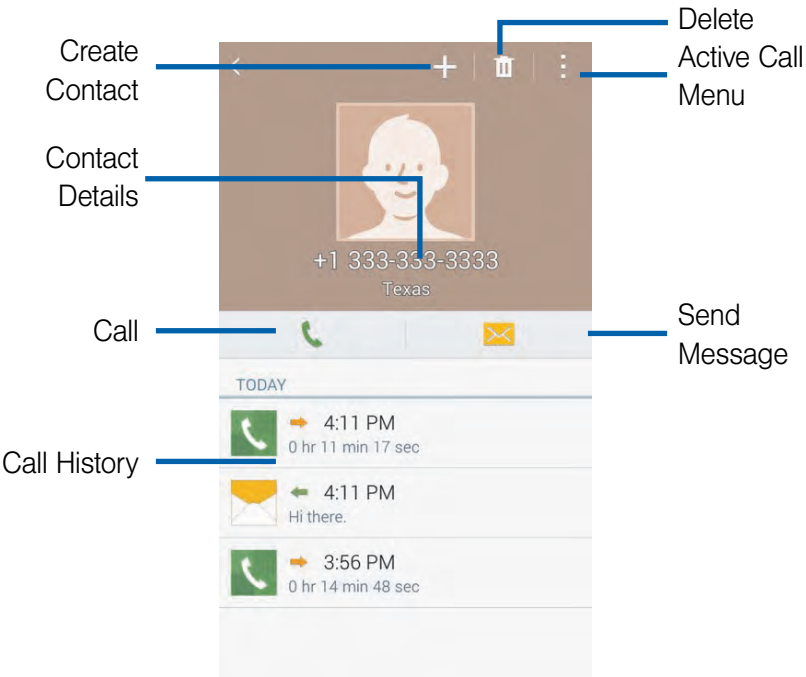 Delete
Create
Contact
Active Call
Menu
Contact
Details
+1 333-333-3333
Texas
Call
Send
Message
TODAY
4:11 PM
0 hr 11 min 17 sec
Call History
4:11 PM
Hi there.
3:56 PM
0 hr 14 min 48 sec